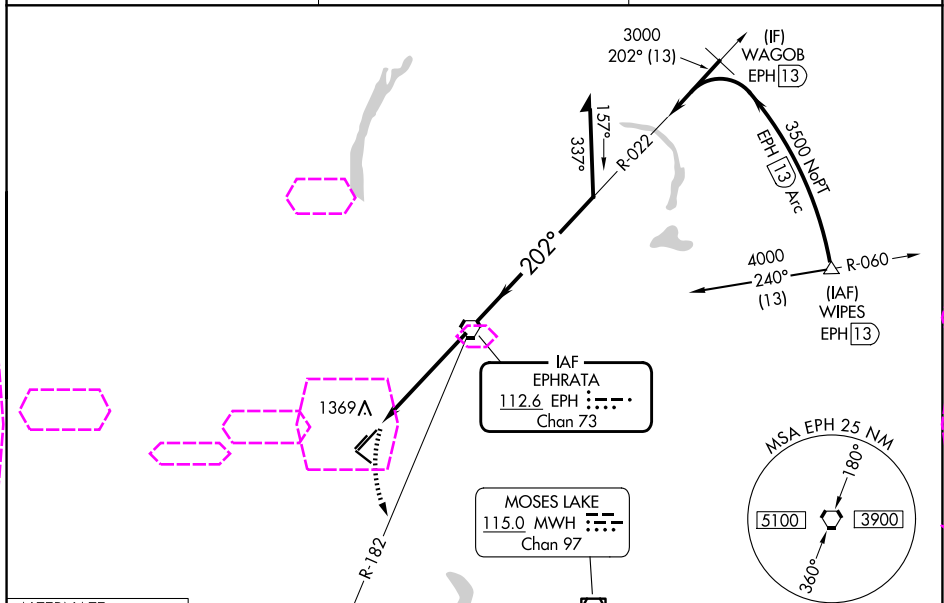 3000
202° (13)
(IF)
WAGOB
EPH 13
157°
337°
R-022
3500 NoPT
EPH 13 Arc
202°
4000
240°
(13)
R-060
(IAF)
WIPES
EPH 13
IAF
EPHRATA
112.6 EPH
Chan 73
1369
MSA EPH 25 NM
180°
5100
3900
360°
MOSES LAKE
115.0 MWH
Chan 97
R-182